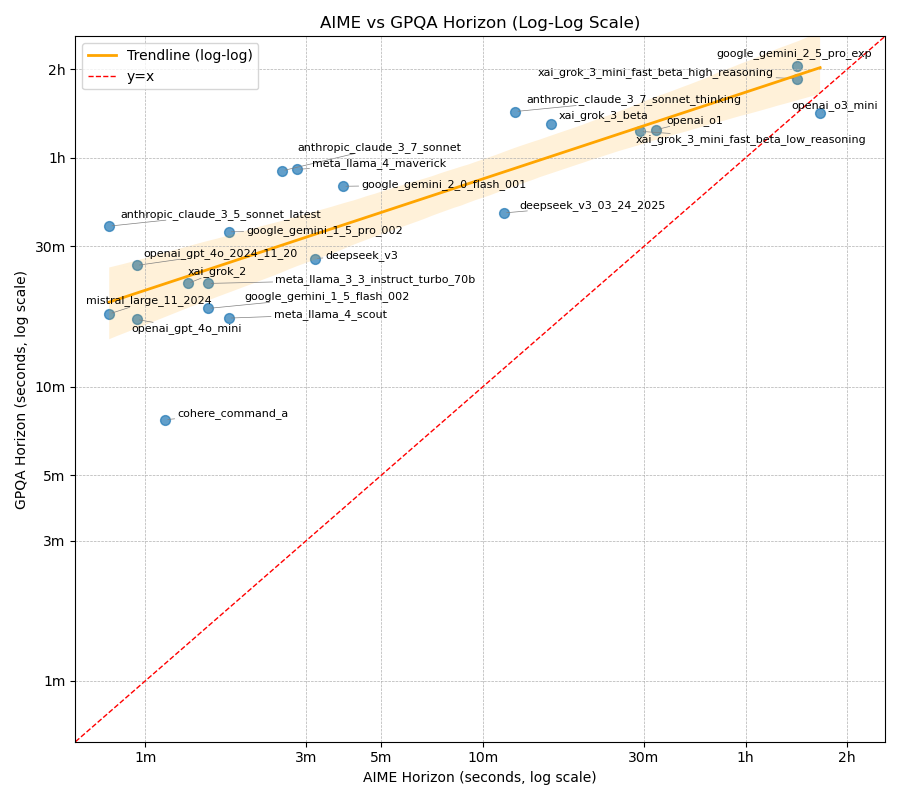 AIME vs GPQA Horizon (Log-Log Scale)
Trendline (log-log)
y=x
google_gemini_2_5_pro_exp
xai_grok_3_mini_fast_beta_high_reasoning
anthropic_claude_3_7_sonnet_thinking
openai_o3_mini
xai_grok_3_beta
openai_o1
xai_grok_3_mini_fast_beta_low_reasoning
anthropic_claude_3_7_sonnet
meta_llama_4_maverick
google_gemini_2_0_flash_001
deepseek_v3_03_24_2025
anthropic_claude_3_5_sonnet_latest
google_gemini_1_5_pro_002
openai_gpt_4o_2024_11_20
deepseek_v3
xai_grok_2
meta_llama_3_3_instruct_turbo_70b
mistral_large_11_2024
google_gemini_1_5_flash_002
meta_llama_4_scout
openai_gpt_4o_mini
cohere_command_a
2h
1h
30m
10m
5m
3m
1m
GPQA Horizon (seconds, log scale)
1m
3m
5m
10m
30m
1h
2h
AIME Horizon (seconds, log scale)